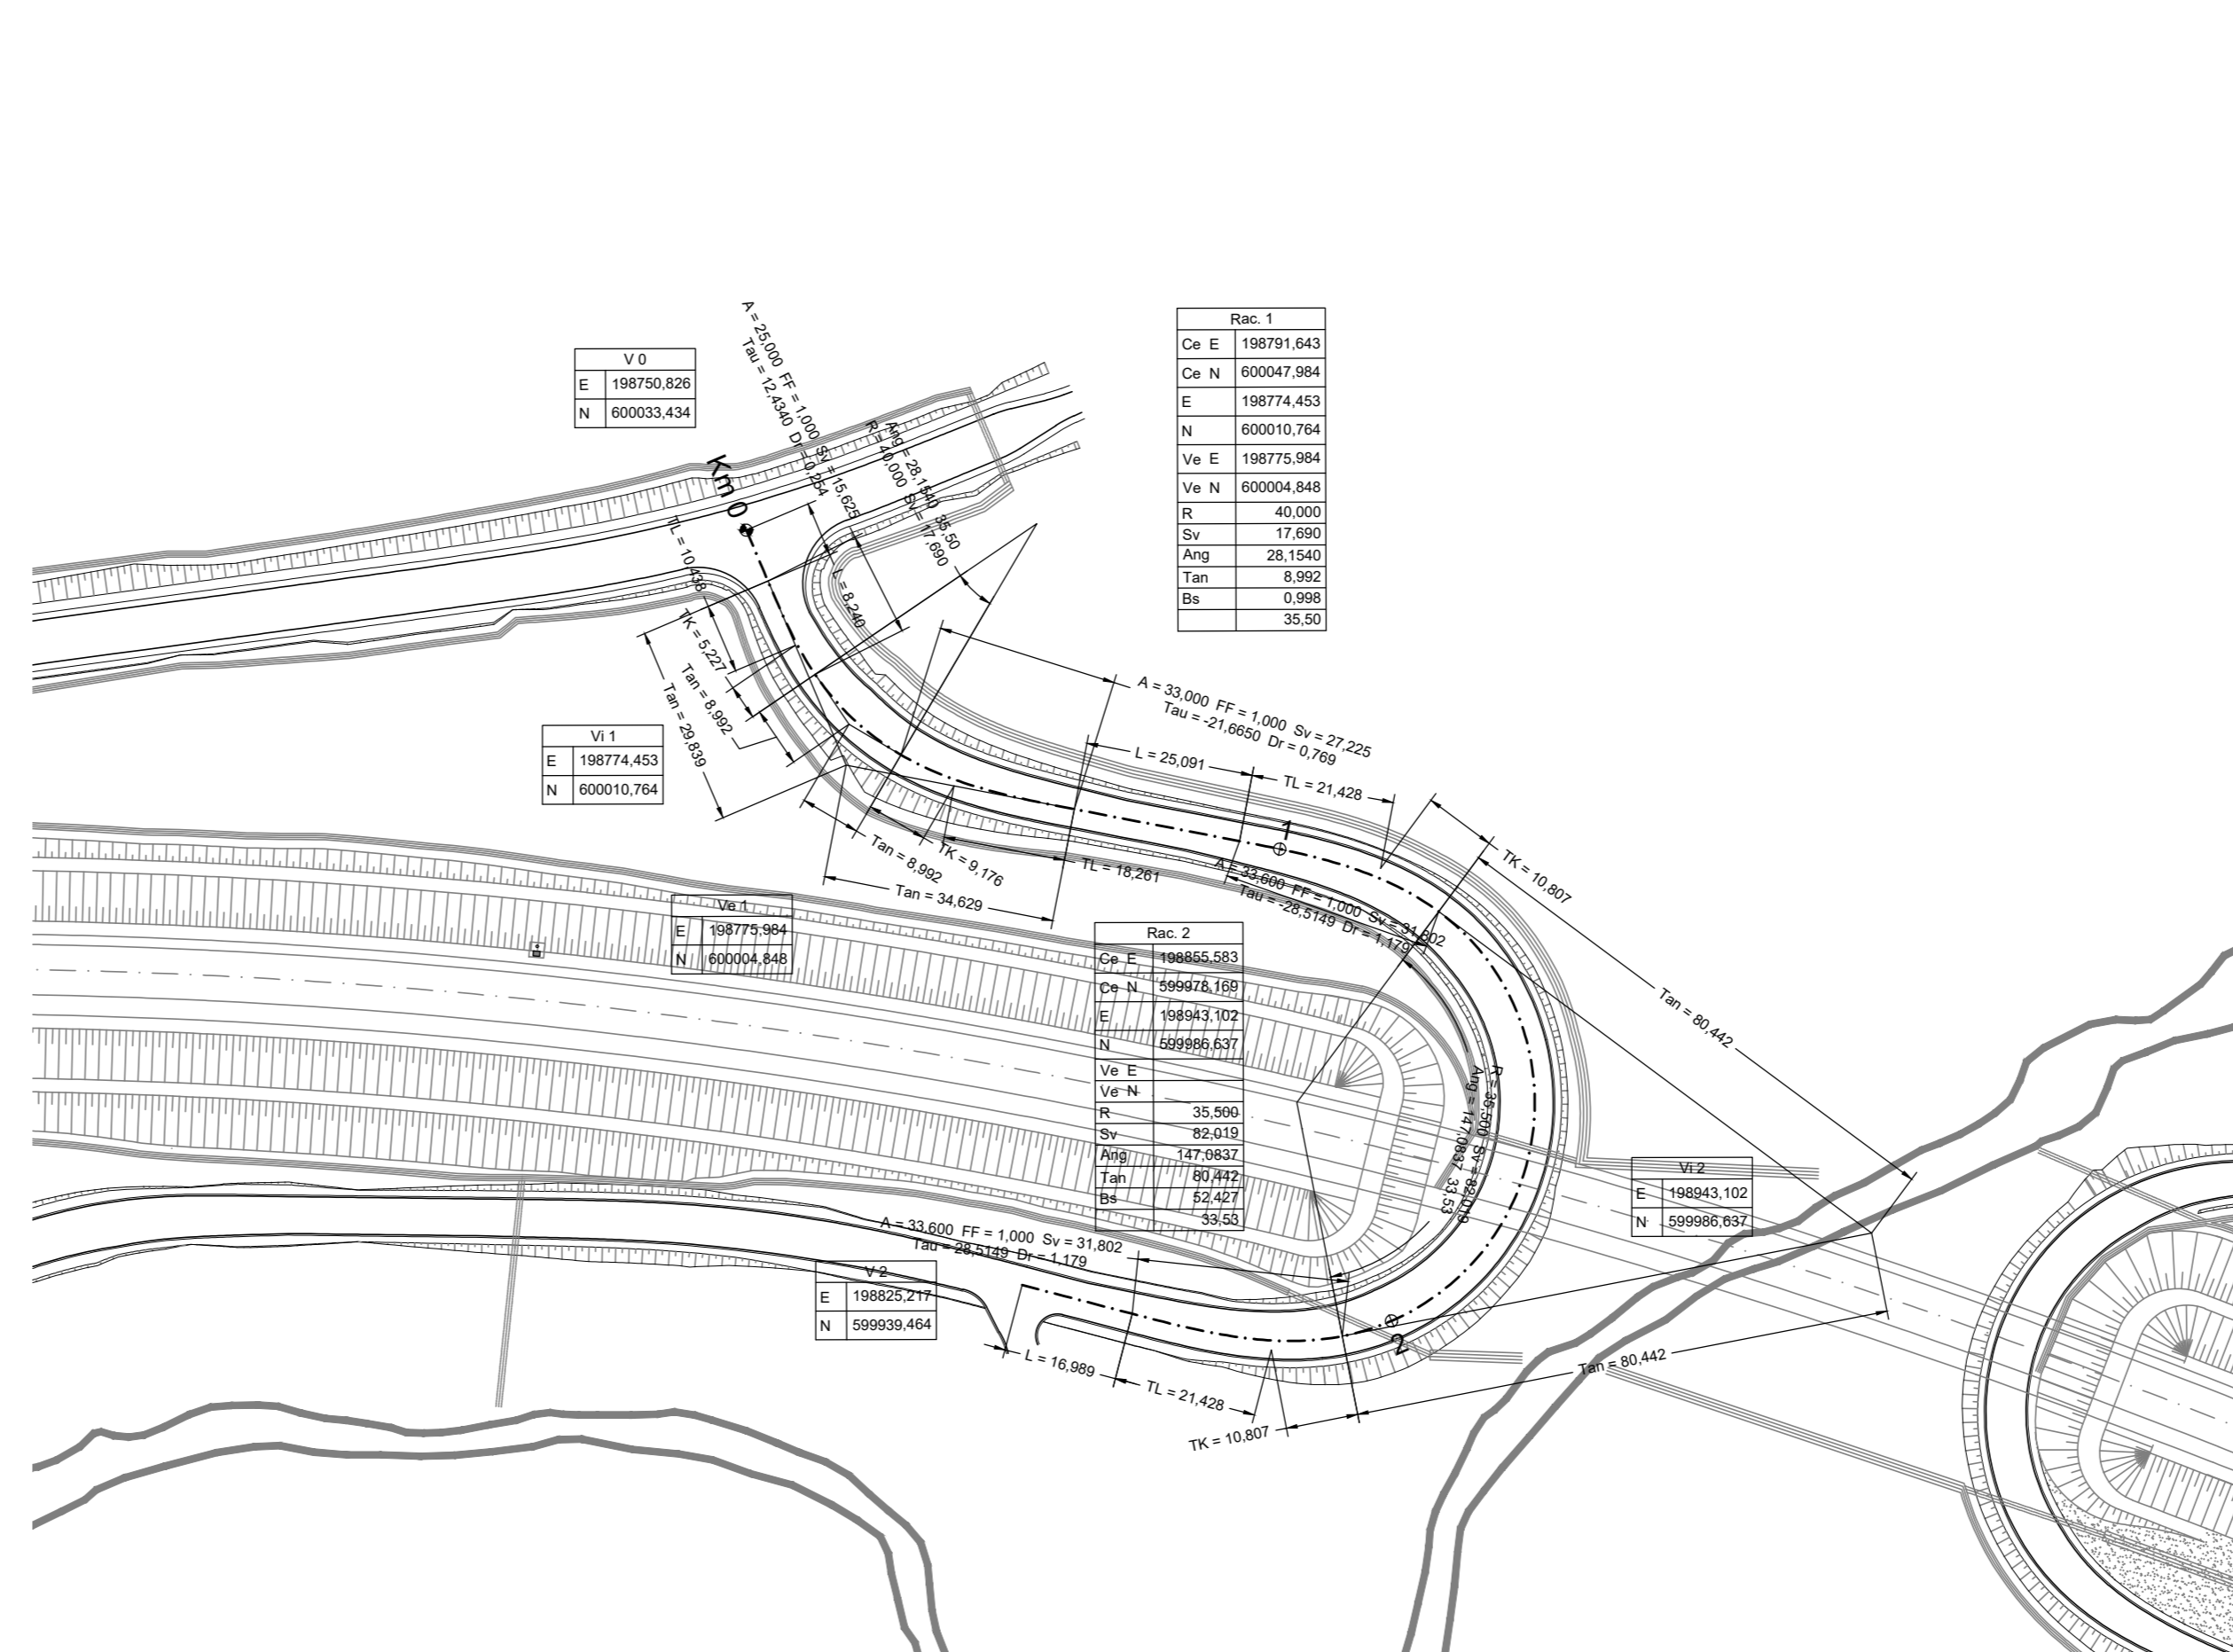 V 0
E 198750,826
N 600033,434
Rac. 1
Ce E 198791,643
Ce N 600047,984
E 198774,453
N 600010,764
Ve E 198775,984
Ve N 600004,848
R 40,000
Sv 17,690
Ang 28,1540
Tan 8,992
Bs 0,998
35,50
A = 25,000 FF = 1,000 Sv = 15,625
Tau = 12,4340 Dr = 0,254
Ang = 28,1540 35,50
R = 40,000 Sv = 17,690
Km 0
TL = 10,438
L = 8,240
TK = 5,227
Tan = 8,992
Tan = 29,839
Vi 1
E 198774,453
N 600010,764
A = 33,000 FF = 1,000 Sv = 27,225
Tau = -21,6650 Dr = 0,769
L = 25,091
TL = 21,428
1
TK = 10,807
Tan = 8,992
TK = 9,176
TL = 18,261
Tan = 34,629
A = 33,600 FF = 1,000 Sv = 31,802
Tau = -28,5149 Dr = 1,179
Ve 1
E 198775,984
N 600004,848
Rac. 2
Ce E 198855,583
Ce N 599978,169
E 198943,102
N 599986,637
Ve E
Ve N
R 35,500
Sv 82,019
Ang 147,0837
Tan 80,442
Bs 52,427
33,53
Tan = 80,442
R = 35,500 Sv = 82,019
Ang = 147,0837 33,53
Vi 2
E 198943,102
N 599986,637
A = 33,600 FF = 1,000 Sv = 31,802
Tau = 28,5149 Dr = 1,179
V 2
E 198825,217
N 599939,464
2
L = 16,989
TL = 21,428
TK = 10,807
Tan = 80,442